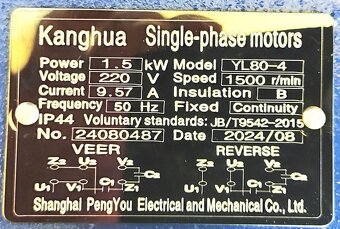 Kanghua Single-phase motors
Power 1.5 kW Model YL80-4
Voltage 220 V Speed 1500 r/min
Current 9.57 A Insulation B
Frequency 50 Hz Fixed Continuity
IP44 Voluntary standards: JB/T9542-2015
No. 24080487 Date 2024/08
VEER REVERSE
Z2 U2 V2 Z2 U2 V2
C2 C2
U1 V1 Z1 C1 U1 V1 Z1 C1
Shanghai PengYou Electrical and Mechanical Co., Ltd.